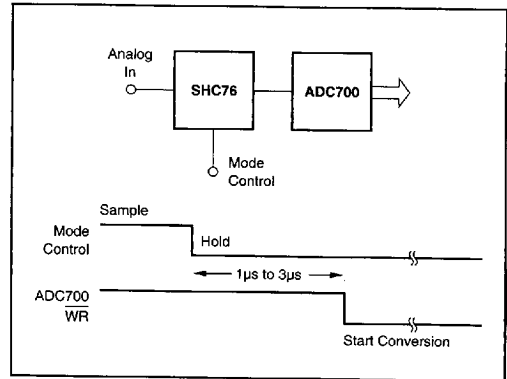 Analog
In
SHC76
ADC700
Mode
Control
Sample
Mode
Control
Hold
1µs to 3µs
ADC700
WR
Start Conversion